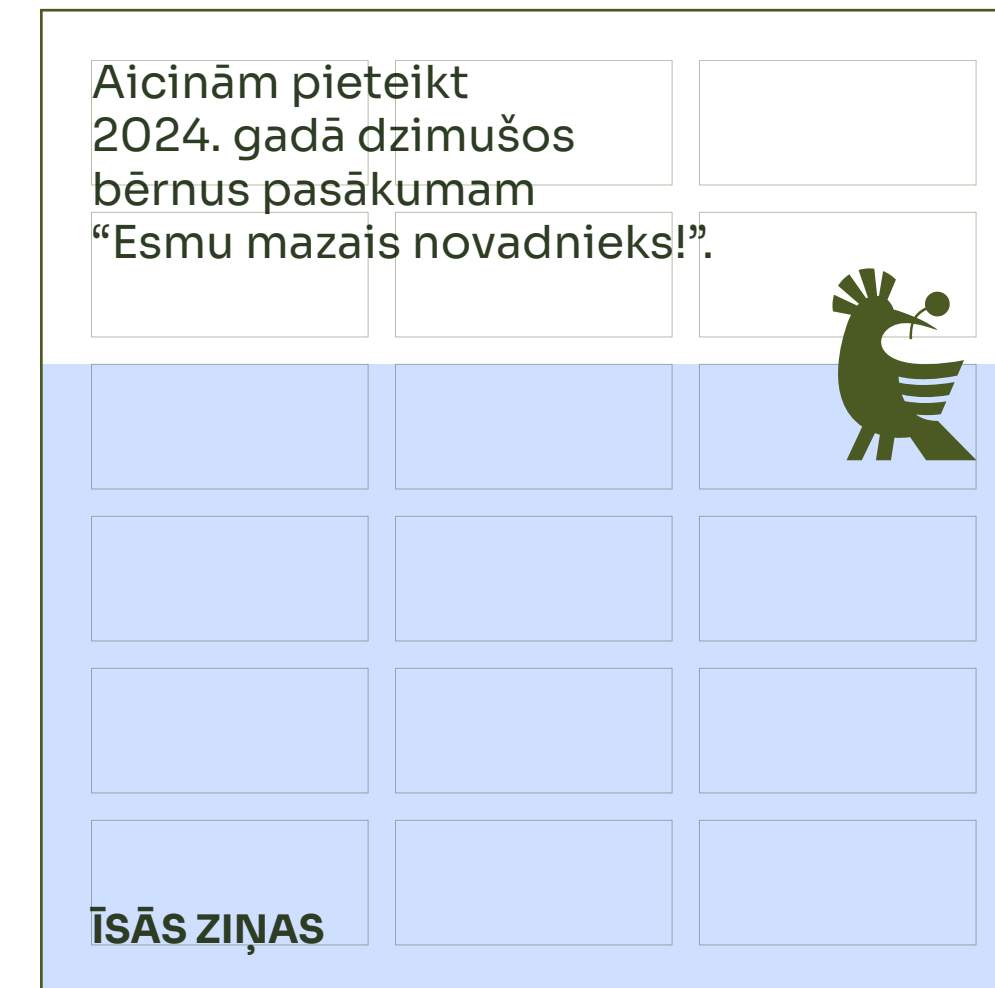 Aicinām pieteikt
2024. gadā dzimušos
bērnus pasākumam
“Esmu mazais novadnieks!”.
ĪSĀS ZIŅAS